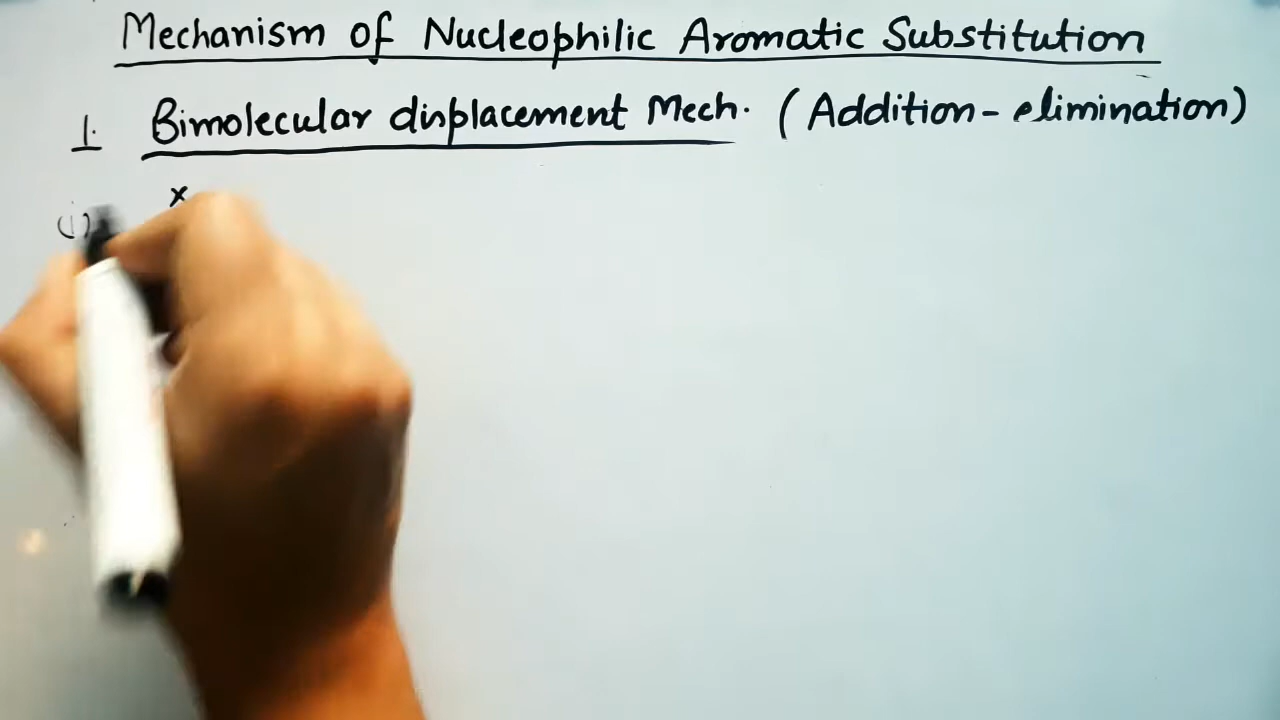 Mechanism of Nucleophilic Aromatic Substitution
1. Bimolecular displacement Mech. (Addition-elimination)
X
(i)